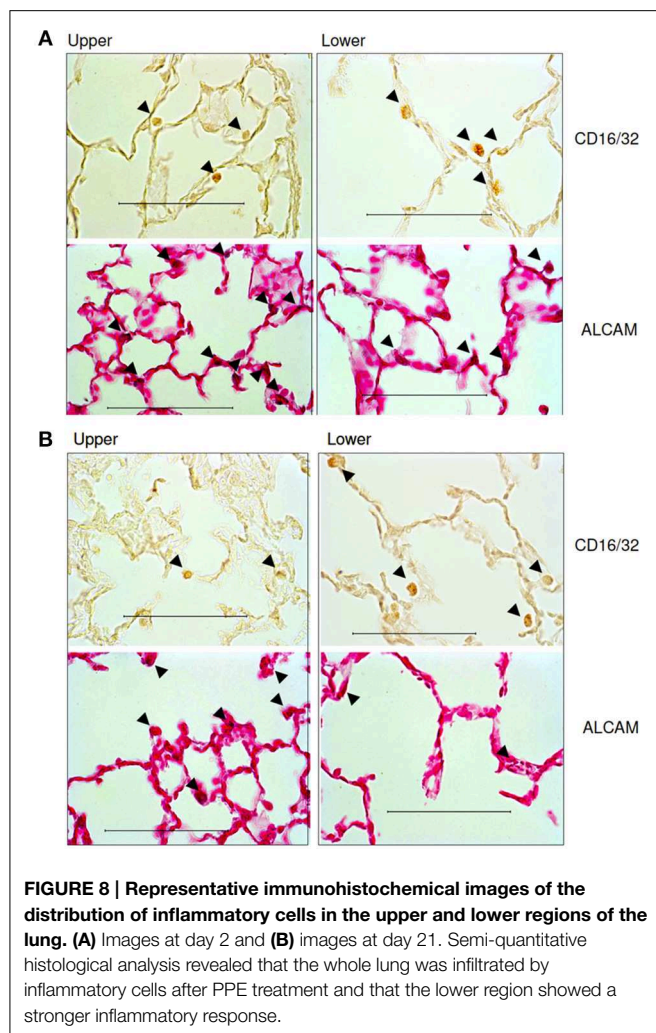 A
Upper
Lower
CD16/32
ALCAM
B
Upper
Lower
CD16/32
ALCAM
FIGURE 8 | Representative immunohistochemical images of the
distribution of inflammatory cells in the upper and lower regions of the
lung. (A) Images at day 2 and (B) images at day 21. Semi-quantitative
histological analysis revealed that the whole lung was infiltrated by
inflammatory cells after PPE treatment and that the lower region showed a
stronger inflammatory response.